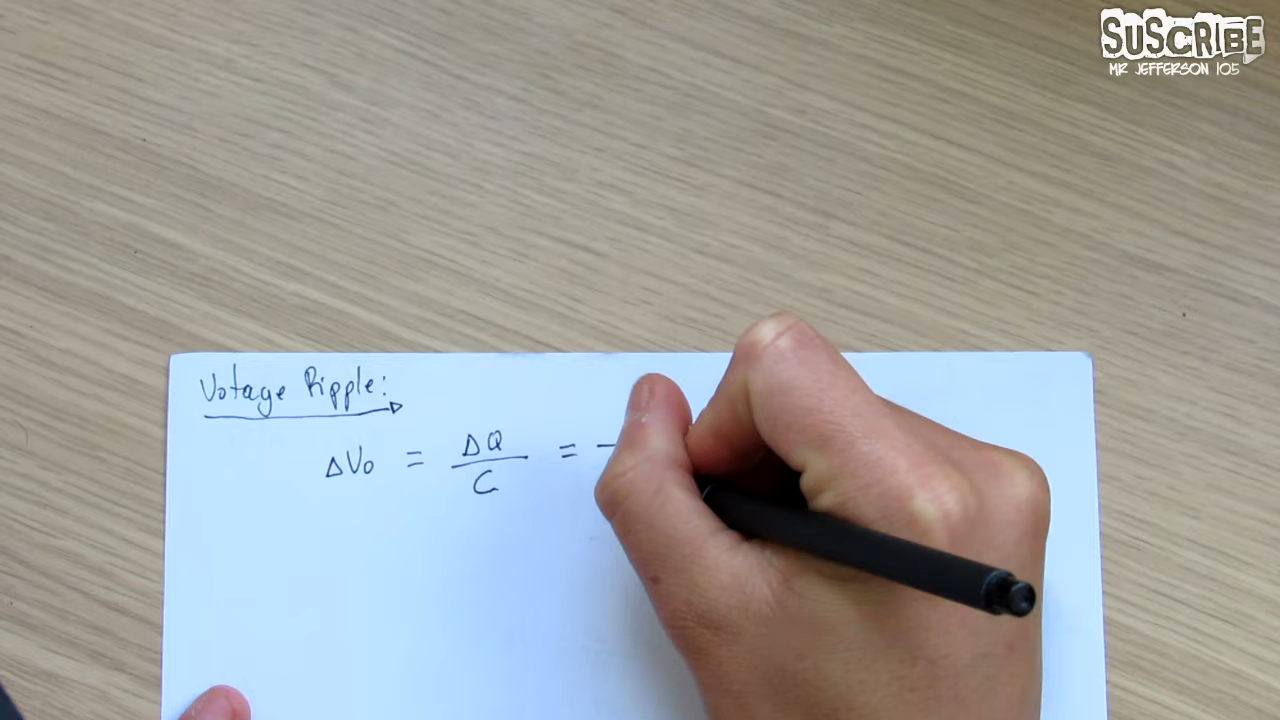 SUSCRIBE
MR JEFFERSON 105
Votage Ripple:
ΔVo = ΔQ/C =